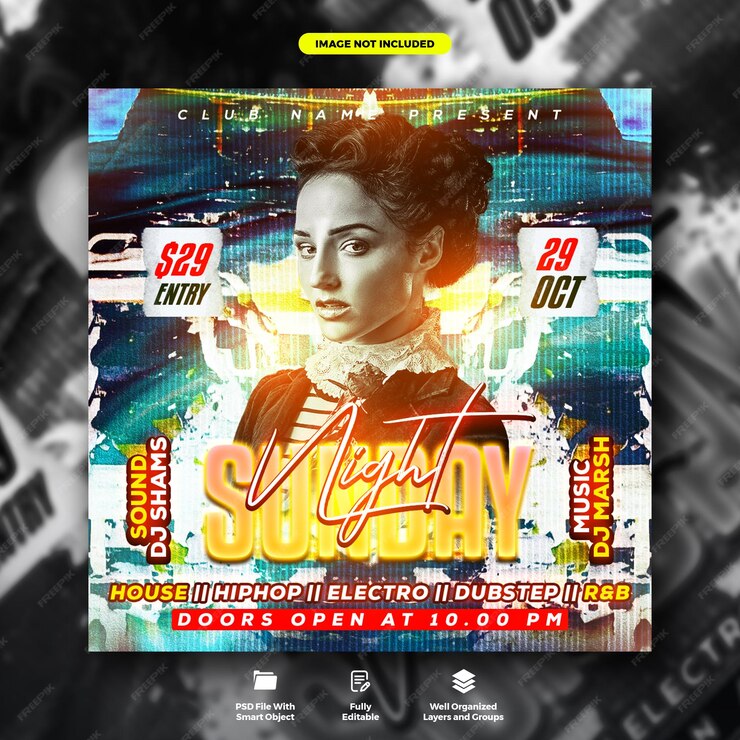 IMAGE NOT INCLUDED
CLUB NAME PRESENT
$29
ENTRY
29
OCT
Night
SUNDAY
SOUND
DJ SHAMS
MUSIC
DJ MARSH
HOUSE || HIPHOP || ELECTRO || DUBSTEP || R&B
DOORS OPEN AT 10.00 PM
PSD File With
Smart Object
Fully
Editable
Well Organized
Layers and Groups
FREEPIK